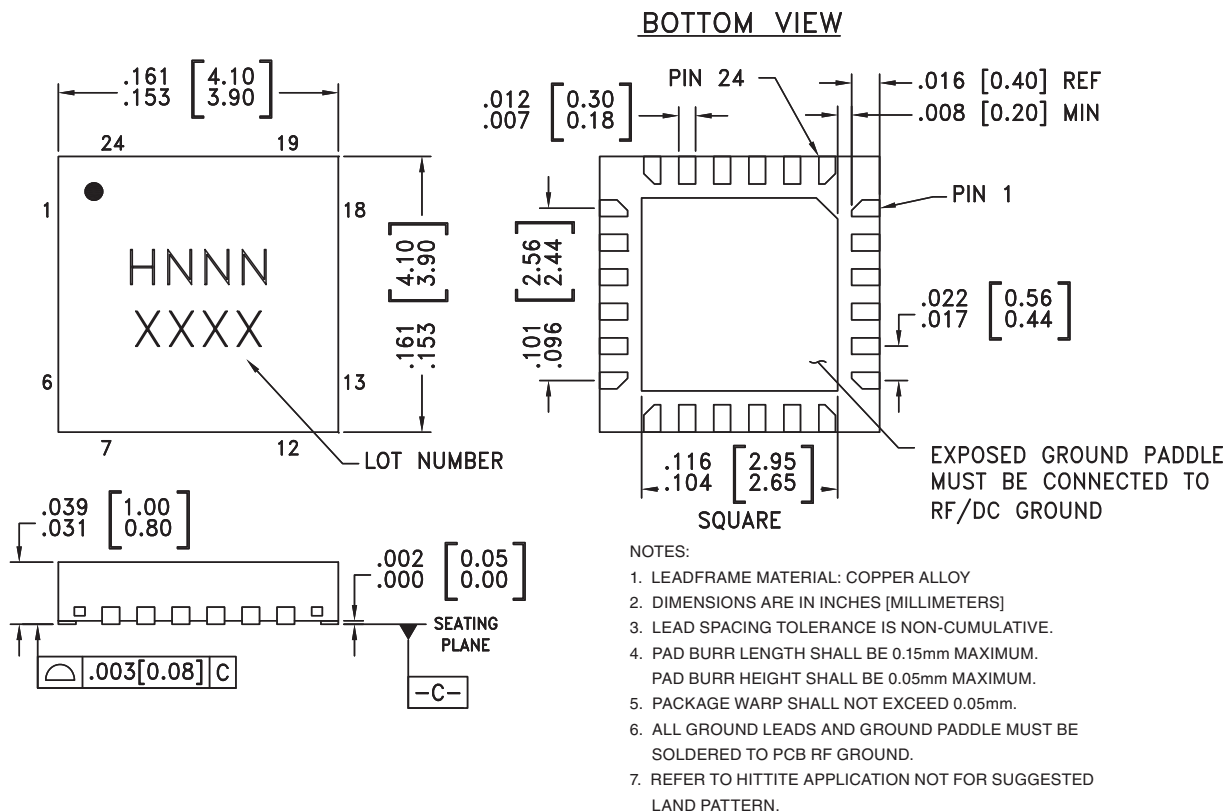 BOTTOM VIEW
.161 [4.10]
.153 [3.90]
24
19
1
18
HNNN
XXXX
6
13
7
12
LOT NUMBER
.161 [4.10]
.153 [3.90]
PIN 24
.016 [0.40] REF
.008 [0.20] MIN
.012 [0.30]
.007 [0.18]
PIN 1
.101 [2.56]
.096 [2.44]
.022 [0.56]
.017 [0.44]
.116 [2.95]
.104 [2.65]
SQUARE
EXPOSED GROUND PADDLE
MUST BE CONNECTED TO
RF/DC GROUND
.039 [1.00]
.031 [0.80]
.002 [0.05]
.000 [0.00]
SEATING
PLANE
.003[0.08] C
-C-
NOTES:
1. LEADFRAME MATERIAL: COPPER ALLOY
2. DIMENSIONS ARE IN INCHES [MILLIMETERS]
3. LEAD SPACING TOLERANCE IS NON-CUMULATIVE.
4. PAD BURR LENGTH SHALL BE 0.15mm MAXIMUM.
PAD BURR HEIGHT SHALL BE 0.05mm MAXIMUM.
5. PACKAGE WARP SHALL NOT EXCEED 0.05mm.
6. ALL GROUND LEADS AND GROUND PADDLE MUST BE
SOLDERED TO PCB RF GROUND.
7. REFER TO HITTITE APPLICATION NOT FOR SUGGESTED
LAND PATTERN.